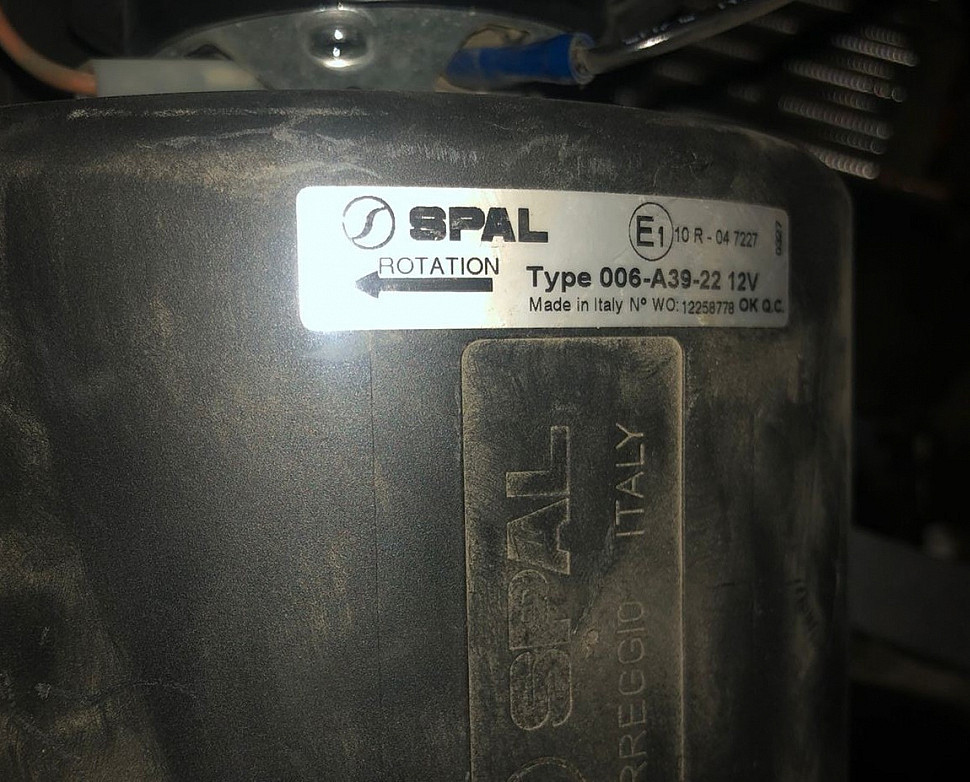 SPAL
E1 10 R - 04 7227
ROTATION
Type 006-A39-22 12V
Made in Italy N° WO: 12258778 OK Q.C.
SPAL
ITALY